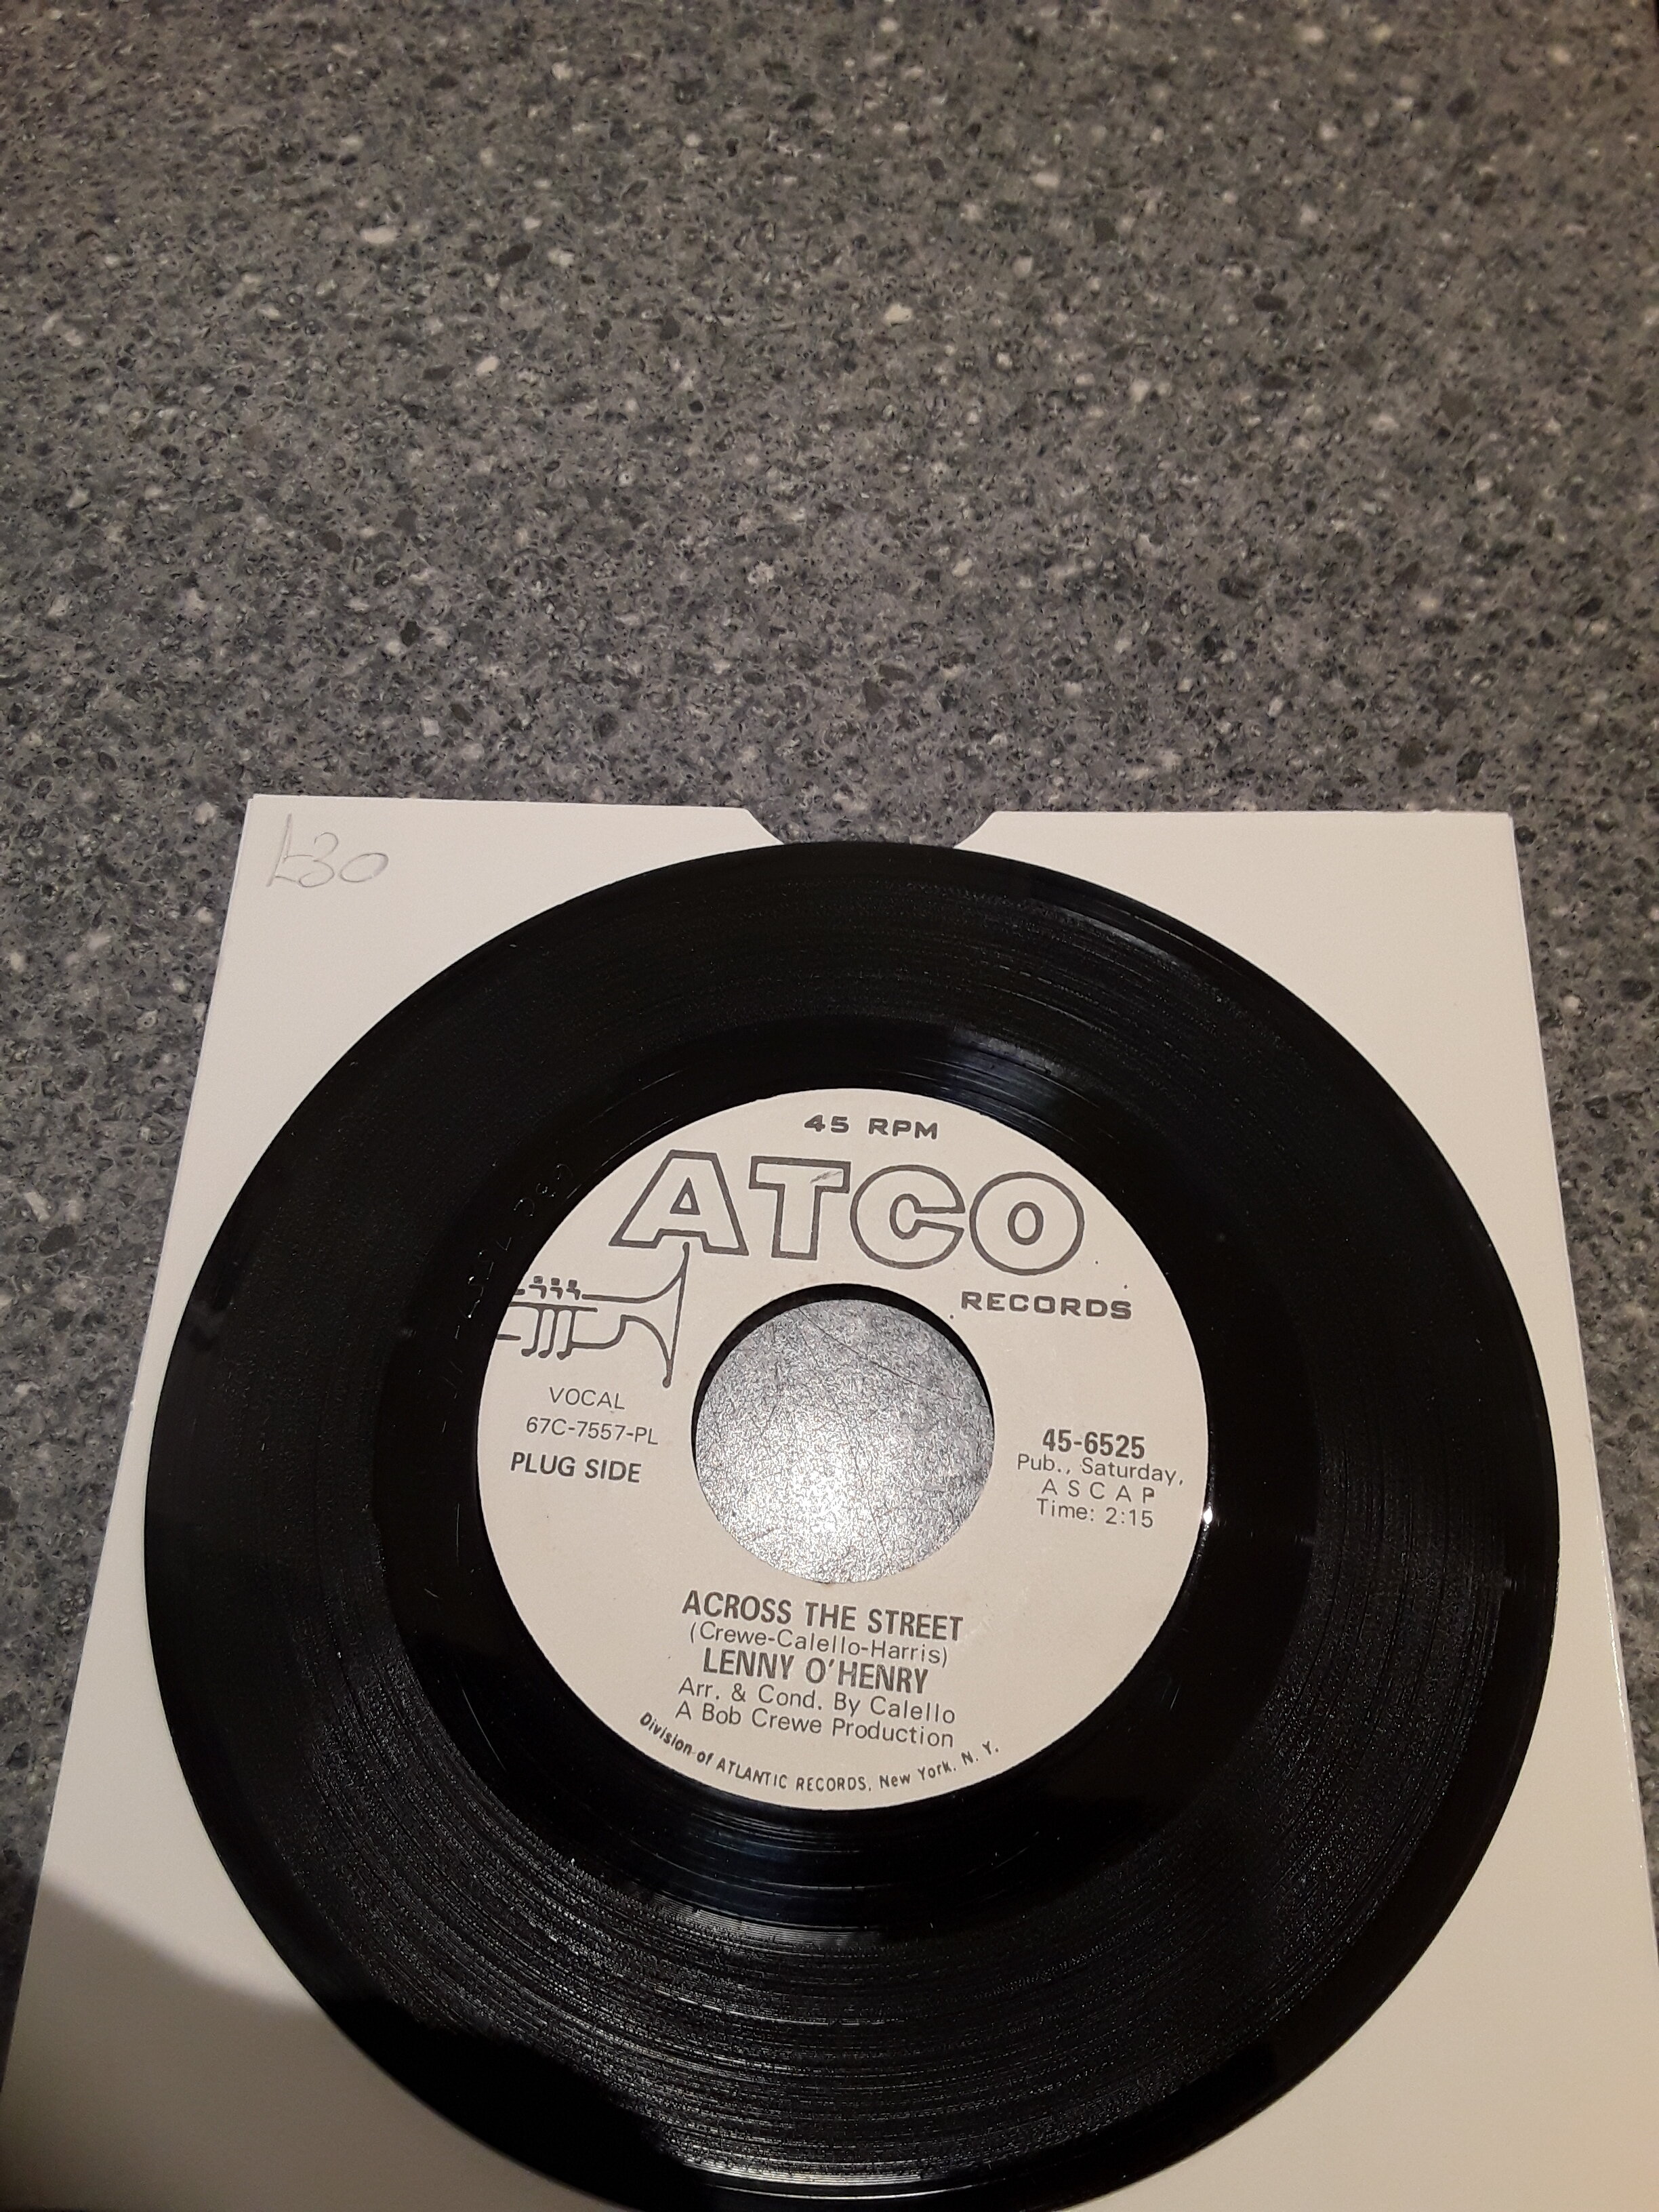 £30
45 RPM
ATCO
RECORDS
VOCAL
67C-7557-PL
PLUG SIDE
45-6525
Pub., Saturday,
ASCAP
Time: 2:15
ACROSS THE STREET
(Crewe-Calello-Harris)
LENNY O'HENRY
Arr. & Cond. By Calello
A Bob Crewe Production
Division of ATLANTIC RECORDS, New York, N. Y.